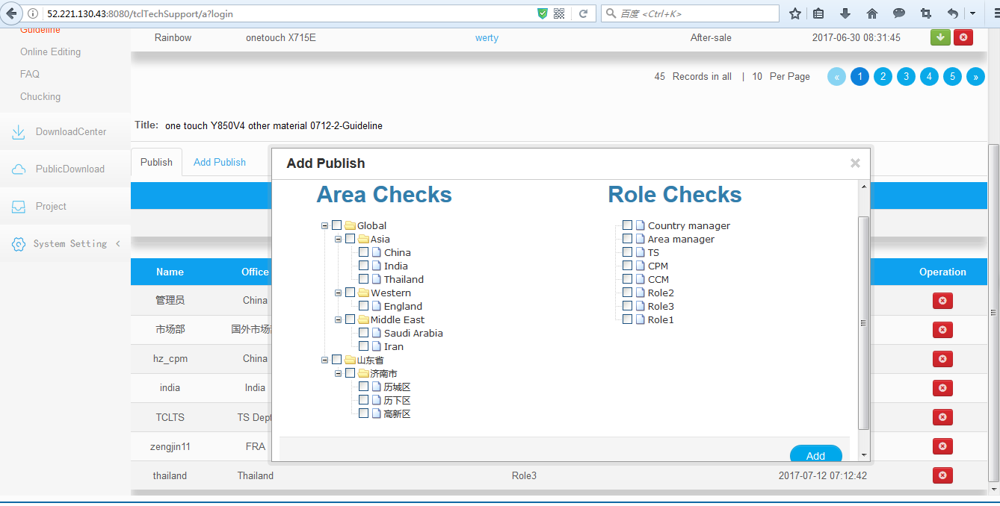 52.221.130.43:8080/tclTechSupport/a?login
百度 <Ctrl+K>
Guideline
Online Editing
FAQ
Chucking
DownloadCenter
PublicDownload
Project
System Setting
Rainbow onetouch X715E werty After-sale 2017-06-30 08:31:45
45 Records in all | 10 Per Page « 1 2 3 4 5 »
Title: one touch Y850V4 other material 0712-2-Guideline
Publish Add Publish
Add Publish ×
Area Checks
Global
Asia
China
India
Thailand
Western
England
Middle East
Saudi Arabia
Iran
山东省
济南市
历城区
历下区
高新区
Role Checks
Country manager
Area manager
TS
CPM
CCM
Role2
Role3
Role1
Add
Name Office Operation
管理员 China
市场部 国外市场
hz_cpm China
india India
TCLTS TS Dept
zengjin11 FRA
thailand Thailand Role3 2017-07-12 07:12:42